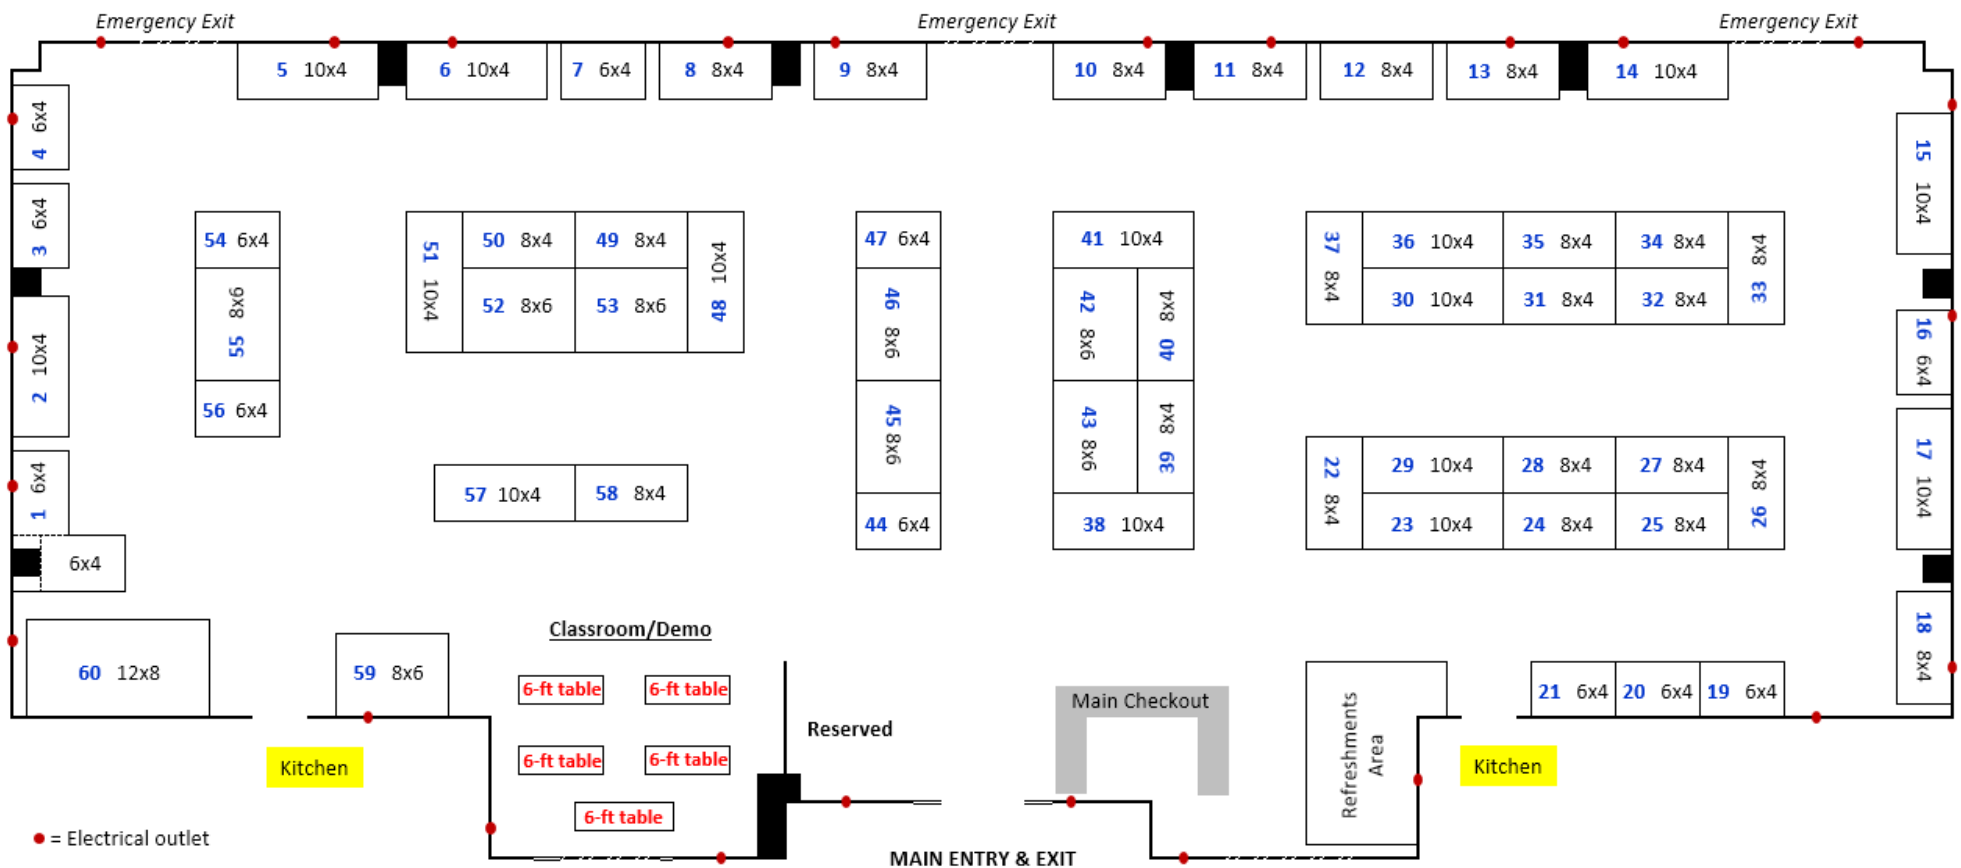 Emergency Exit Emergency Exit Emergency Exit
5 10x4 6 10x4 7 6x4 8 8x4 9 8x4 10 8x4 11 8x4 12 8x4 13 8x4 14 10x4
4 6x4
3 6x4
2 10x4
1 6x4
6x4
15 10x4
16 6x4
17 10x4
18 8x4
54 6x4
55 8x6
56 6x4
51 10x4
50 8x4 49 8x4
52 8x6 53 8x6
48 10x4
57 10x4 58 8x4
47 6x4
46 8x6
45 8x6
44 6x4
41 10x4
42 8x6
40 8x4
43 8x6
39 8x4
38 10x4
37 8x4
36 10x4 35 8x4 34 8x4
30 10x4 31 8x4 32 8x4
33 8x4
22 8x4
29 10x4 28 8x4 27 8x4
23 10x4 24 8x4 25 8x4
26 8x4
60 12x8
59 8x6
Classroom/Demo
6-ft table 6-ft table
6-ft table 6-ft table
6-ft table
Reserved
Main Checkout
Refreshments
Area
21 6x4 20 6x4 19 6x4
Kitchen
Kitchen
= Electrical outlet
MAIN ENTRY & EXIT